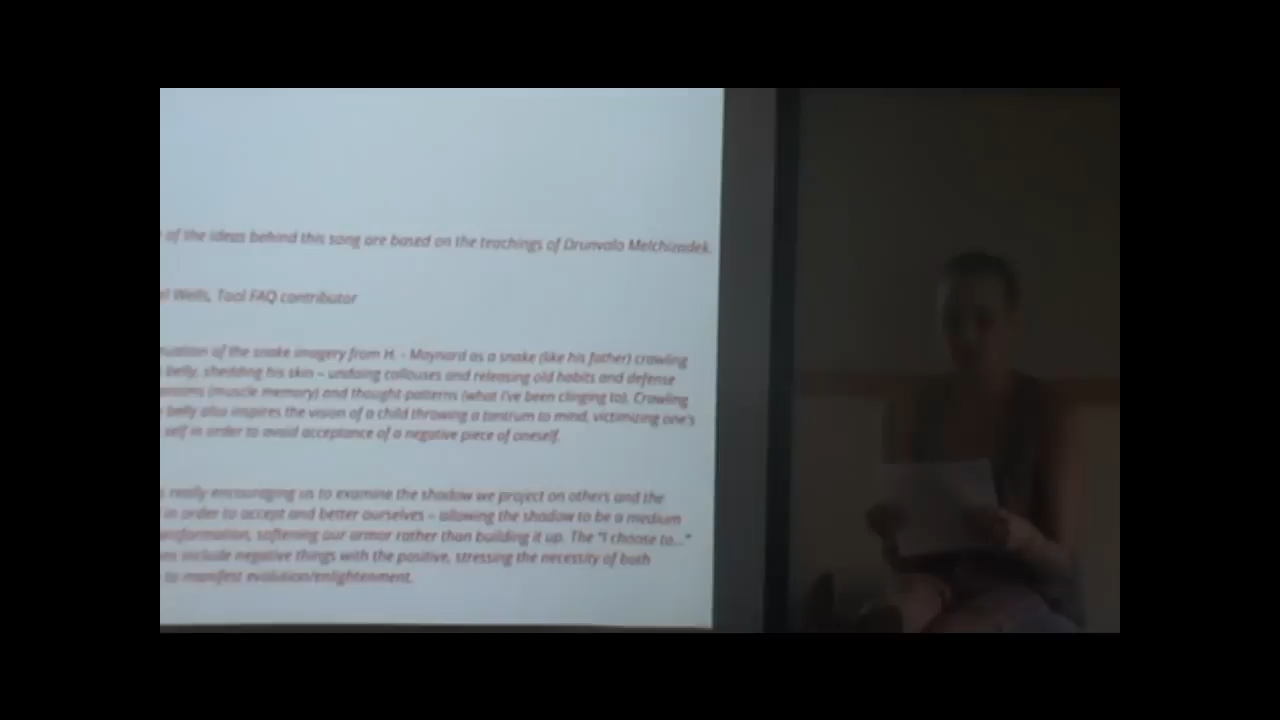 of the ideas behind this song are based on the teachings of Drunvalo Melchizadek.
Wells, Tool FAQ contributor
of the snake imagery from H. - Maynard as a snake (like his father) crawling
belly, shedding his skin – undoing callouses and releasing old habits and defense
(muscle memory) and thought patterns (what I've been clinging to). Crawling
belly also inspires the vision of a child throwing a tantrum to mind, victimizing one's
self in order to avoid acceptance of a negative piece of oneself.
really encouraging us to examine the shadow we project on others and the
in order to accept and better ourselves – allowing the shadow to be a medium
softening our armor rather than building it up. The "I choose to..."
include negative things with the positive, stressing the necessity of both
to manifest evolution/enlightenment.